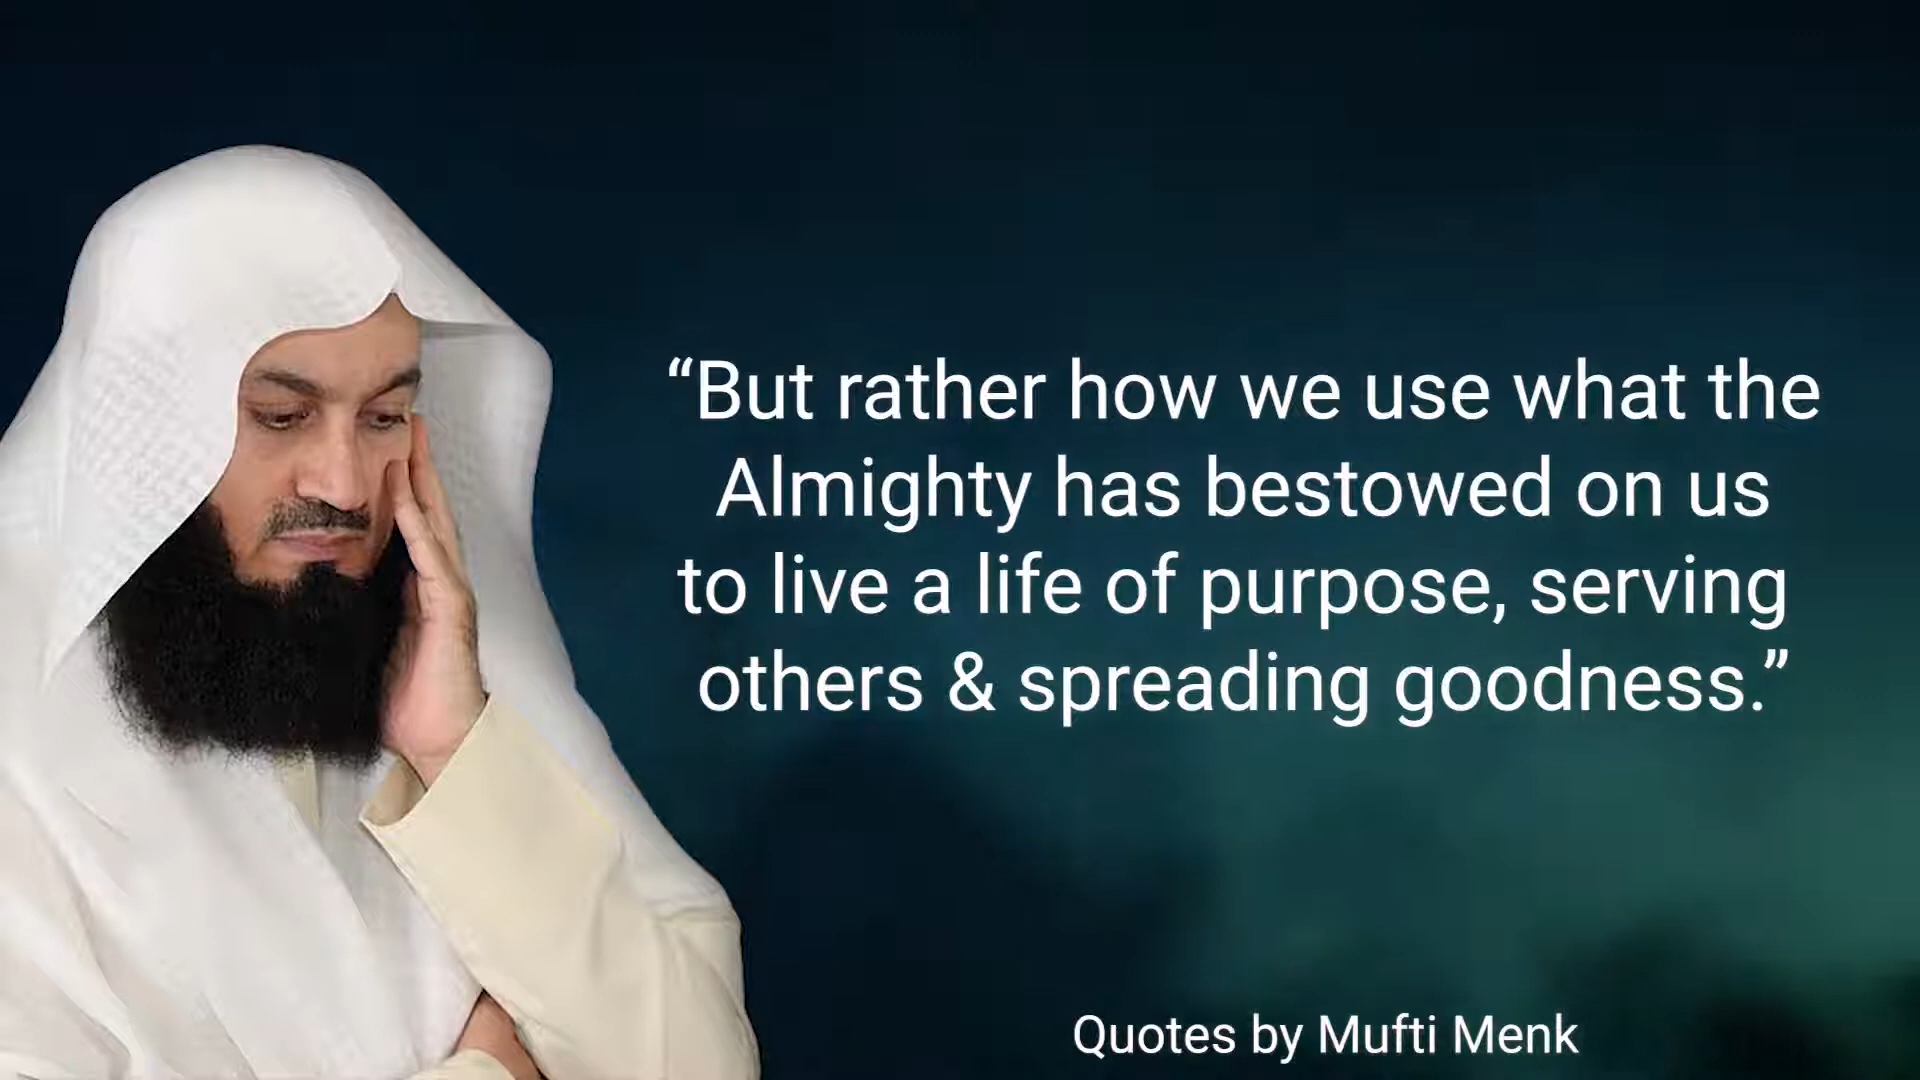 “But rather how we use what the
Almighty has bestowed on us
to live a life of purpose, serving
others & spreading goodness.”
Quotes by Mufti Menk